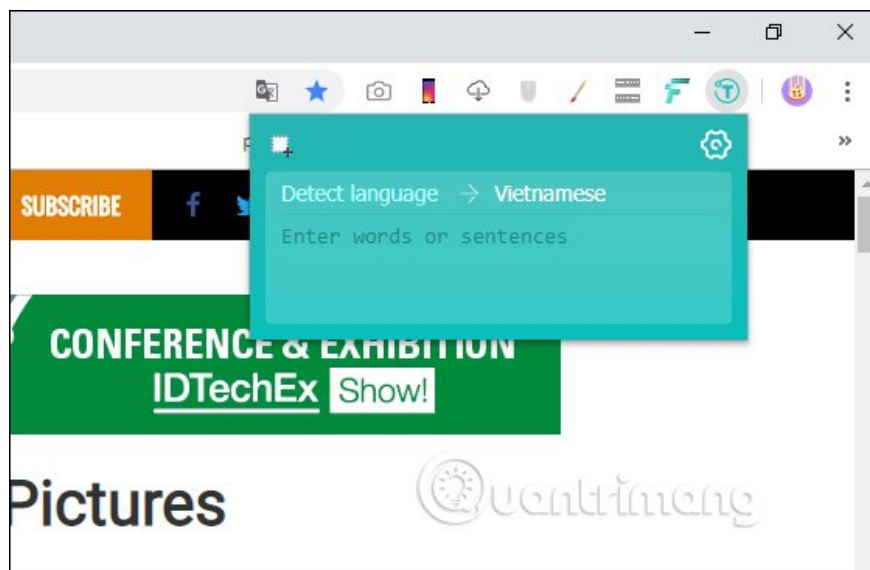 Detect language → Vietnamese
Enter words or sentences
SUBSCRIBE
CONFERENCE & EXHIBITION
IDTechEx Show!
Pictures
Quantrimang